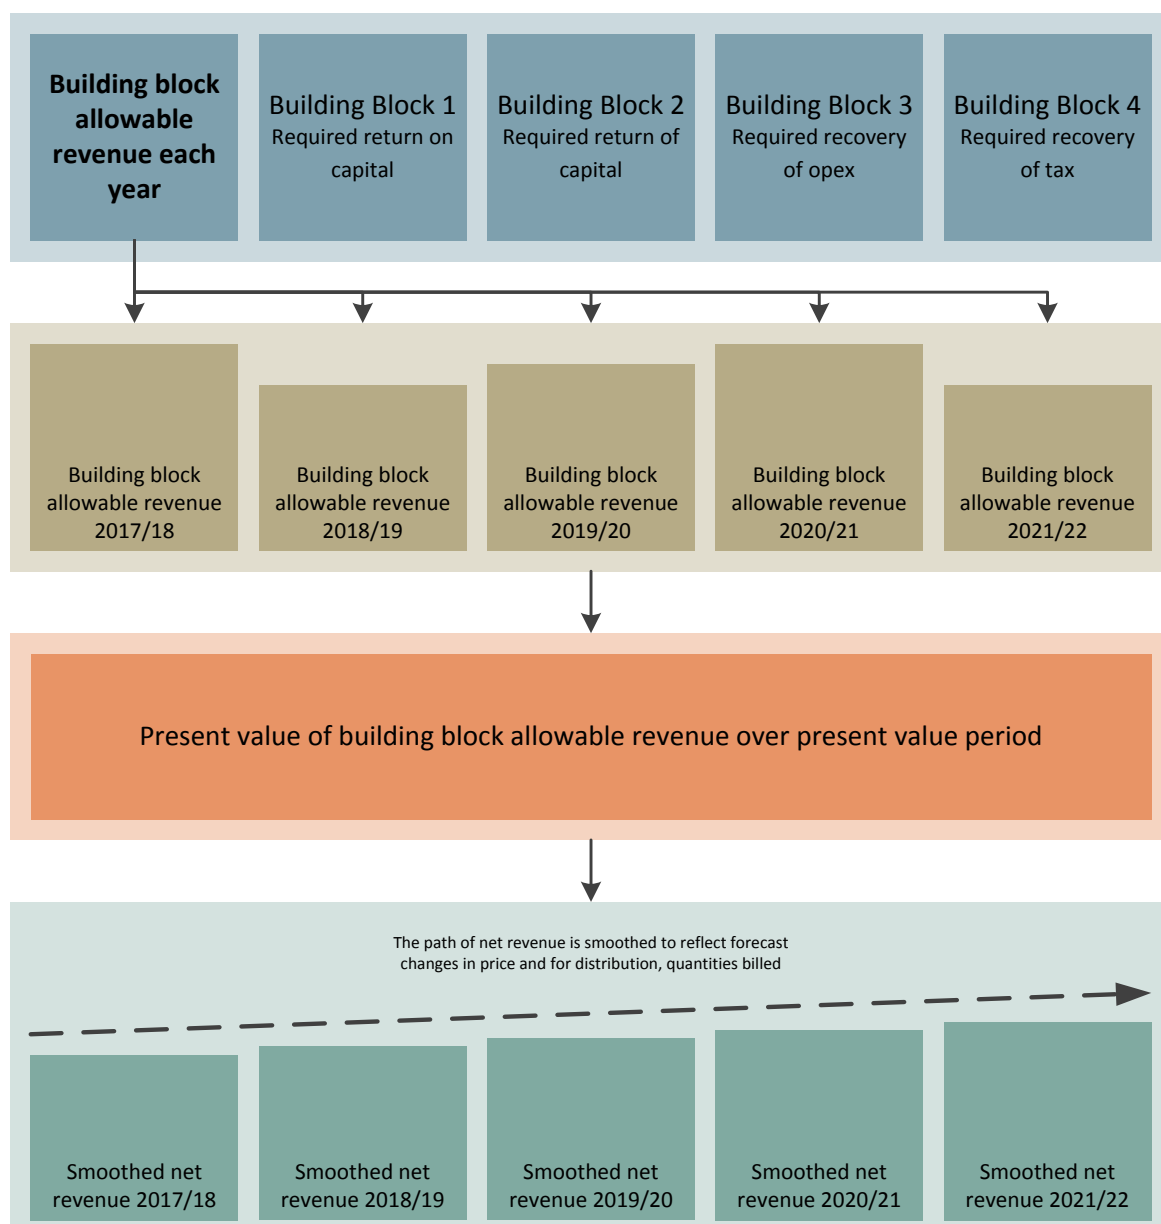 Building block
allowable
revenue each
year
Building Block 1
Required return on
capital
Building Block 2
Required return of
capital
Building Block 3
Required recovery
of opex
Building Block 4
Required recovery
of tax
Building block
allowable revenue
2017/18
Building block
allowable revenue
2018/19
Building block
allowable revenue
2019/20
Building block
allowable revenue
2020/21
Building block
allowable revenue
2021/22
Present value of building block allowable revenue over present value period
The path of net revenue is smoothed to reflect forecast
changes in price and for distribution, quantities billed
Smoothed net
revenue 2017/18
Smoothed net
revenue 2018/19
Smoothed net
revenue 2019/20
Smoothed net
revenue 2020/21
Smoothed net
revenue 2021/22